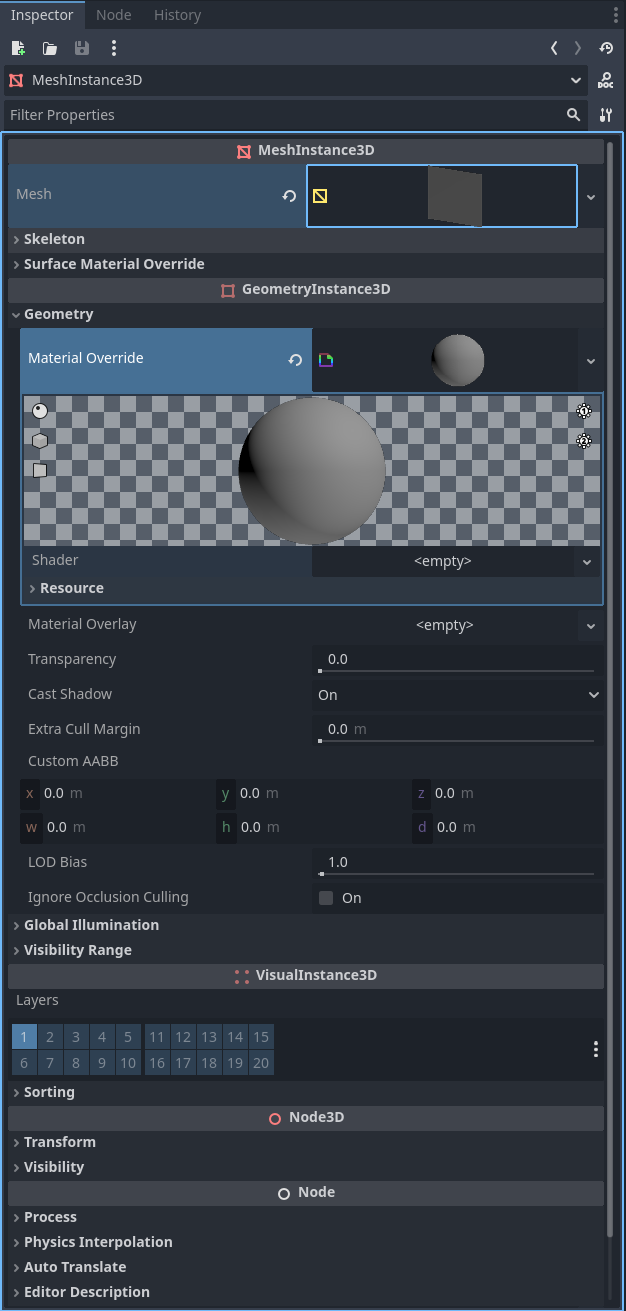 Inspector Node History
MeshInstance3D
DOC
Filter Properties
MeshInstance3D
Mesh
Skeleton
Surface Material Override
GeometryInstance3D
Geometry
Material Override
1
2
Shader <empty>
Resource
Material Overlay <empty>
Transparency 0.0
Cast Shadow On
Extra Cull Margin 0.0 m
Custom AABB
x 0.0 m y 0.0 m z 0.0 m
w 0.0 m h 0.0 m d 0.0 m
LOD Bias 1.0
Ignore Occlusion Culling On
Global Illumination
Visibility Range
VisualInstance3D
Layers
1 2 3 4 5 11 12 13 14 15
6 7 8 9 10 16 17 18 19 20
Sorting
Node3D
Transform
Visibility
Node
Process
Physics Interpolation
Auto Translate
Editor Description